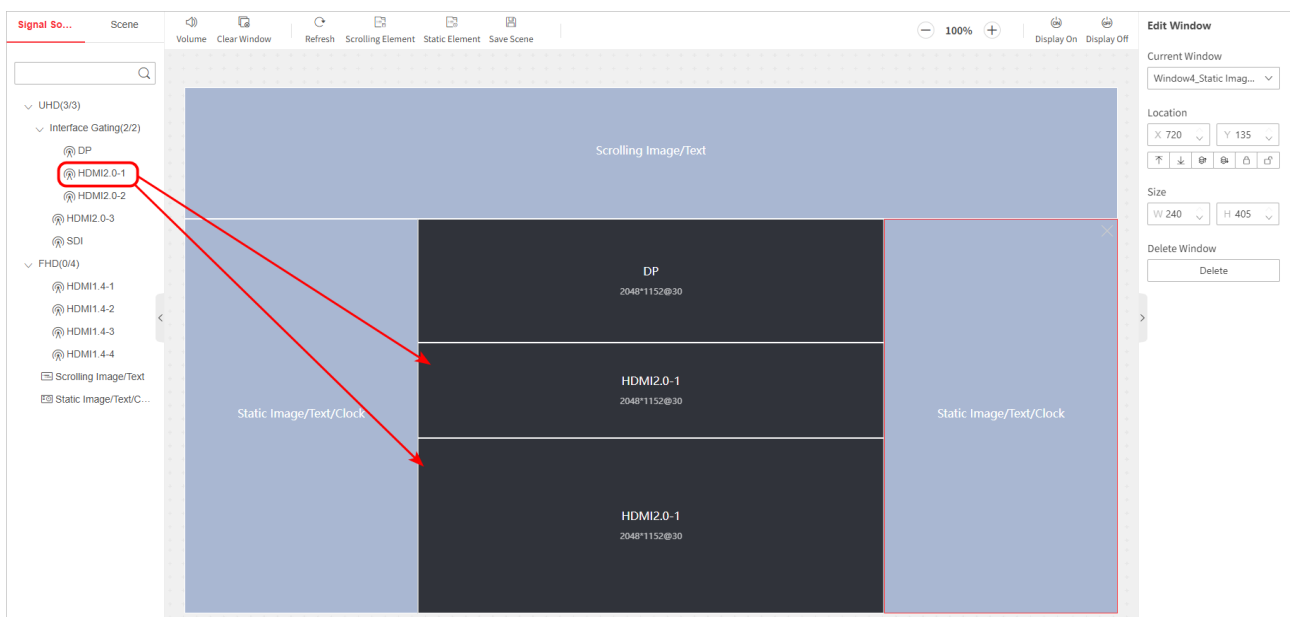 Signal So...
Scene
Volume
Clear Window
Refresh
Scrolling Element
Static Element
Save Scene
100%
Display On
Display Off
UHD(3/3)
Interface Gating(2/2)
DP
HDMI2.0-1
HDMI2.0-2
HDMI2.0-3
SDI
FHD(0/4)
HDMI1.4-1
HDMI1.4-2
HDMI1.4-3
HDMI1.4-4
Scrolling Image/Text
Static Image/Text/C...
Scrolling Image/Text
Static Image/Text/Clock
DP
2048*1152@30
HDMI2.0-1
2048*1152@30
HDMI2.0-1
2048*1152@30
Static Image/Text/Clock
Edit Window
Current Window
Window4_Static Imag...
Location
X 720
Y 135
Size
W 240
H 405
Delete Window
Delete